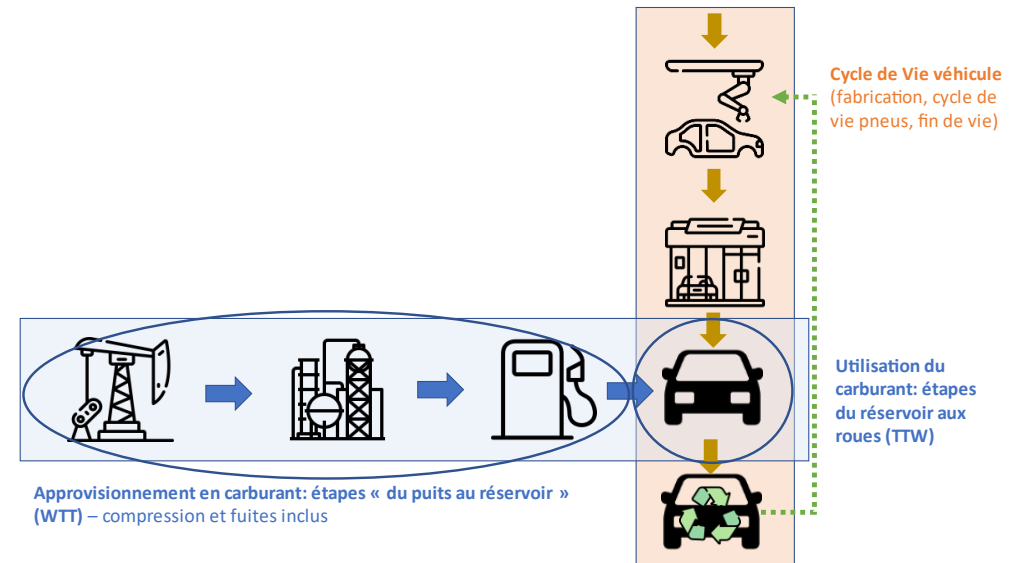 Cycle de Vie véhicule
(fabrication, cycle de
vie pneus, fin de vie)
Utilisation du
carburant: étapes
du réservoir aux
roues (TTW)
Approvisionnement en carburant: étapes « du puits au réservoir »
(WTT) – compression et fuites inclus